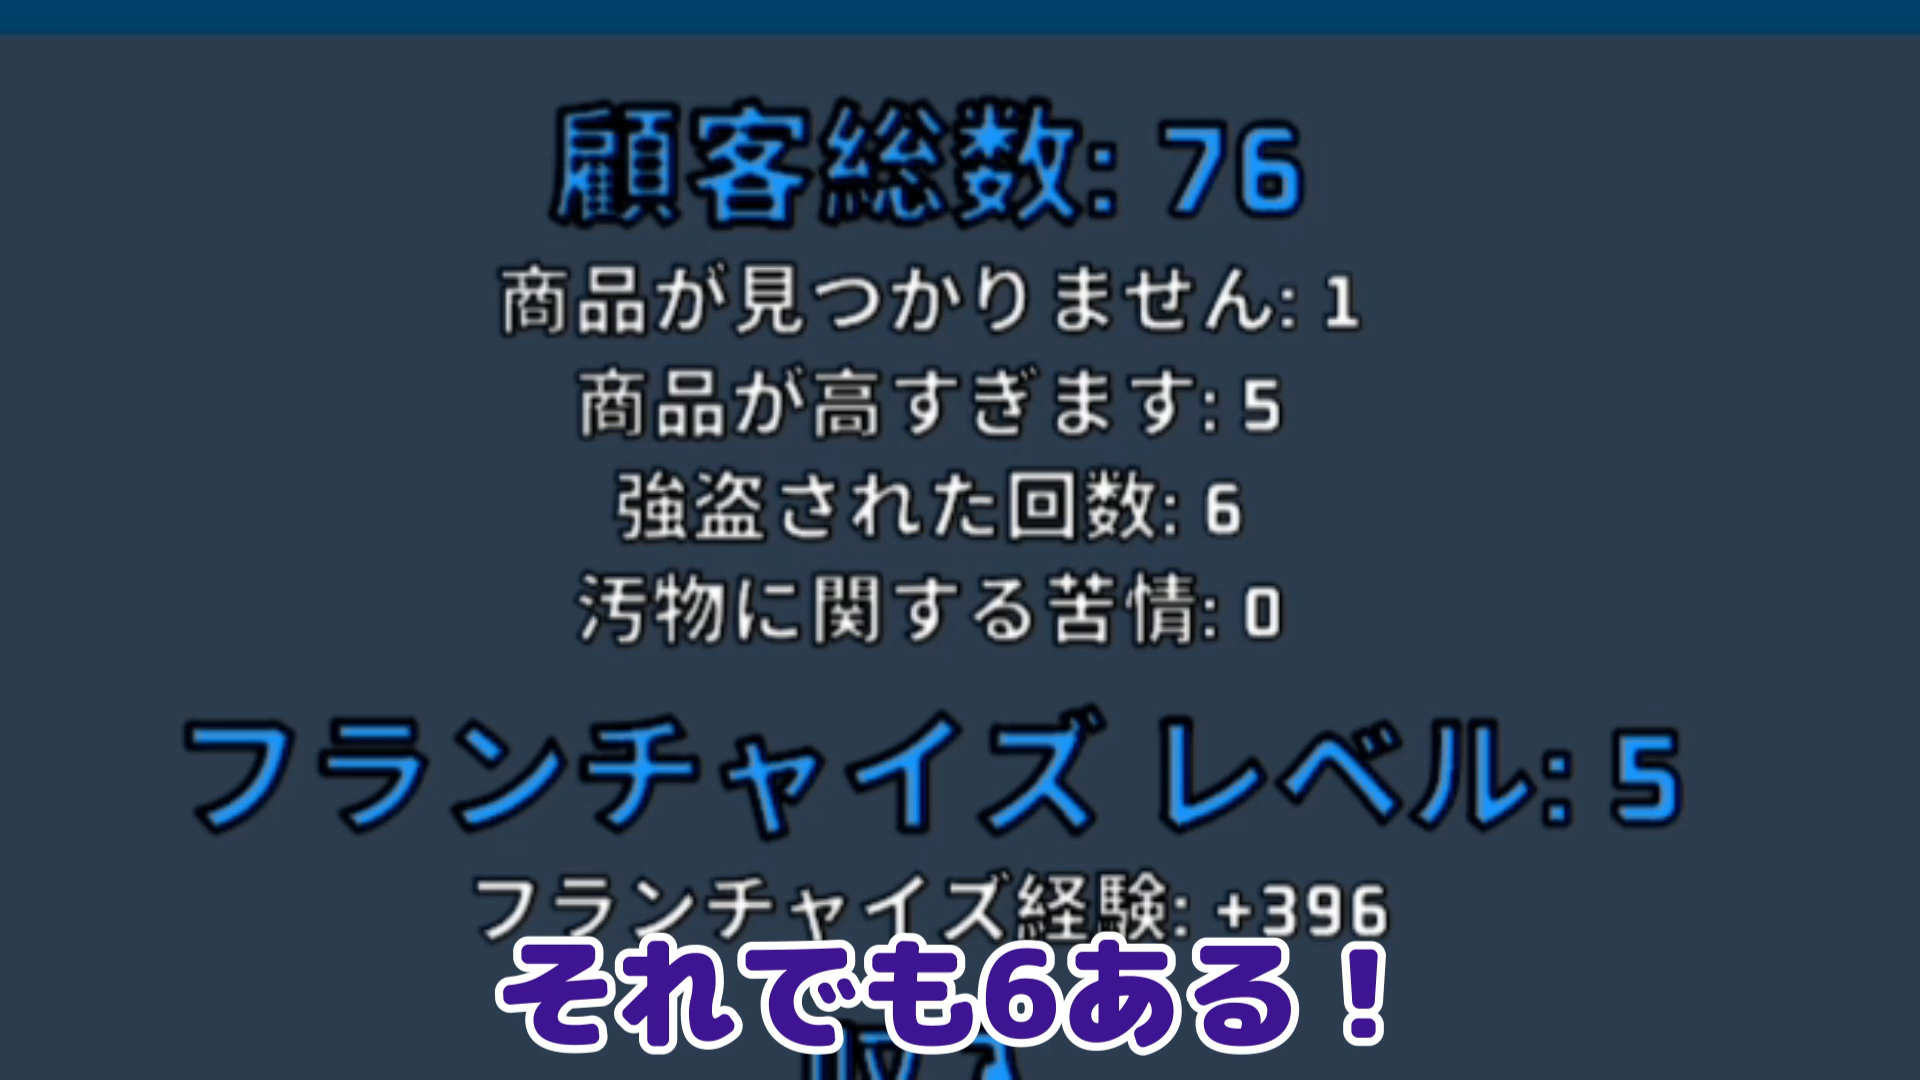 顧客総数: 76
商品が見つかりません: 1
商品が高すぎます: 5
強盗された回数: 6
汚物に関する苦情: 0
フランチャイズ レベル: 5
フランチャイズ経験: +396
それでも6ある！